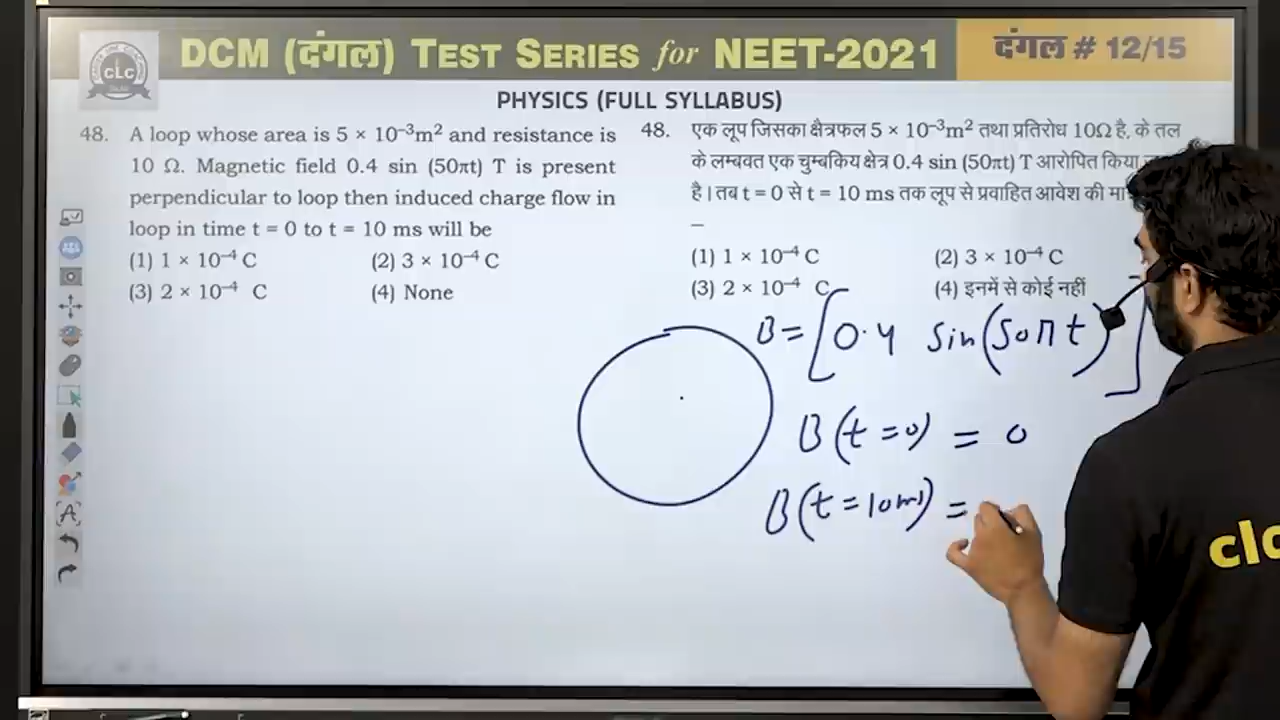 DCM (दंगल) TEST SERIES for NEET-2021
दंगल # 12/15
CLC
PHYSICS (FULL SYLLABUS)
48. A loop whose area is 5 × 10⁻³m² and resistance is
10 Ω. Magnetic field 0.4 sin (50πt) T is present
perpendicular to loop then induced charge flow in
loop in time t = 0 to t = 10 ms will be
(1) 1 × 10⁻⁴ C (2) 3 × 10⁻⁴ C
(3) 2 × 10⁻⁴ C (4) None
48. एक लूप जिसका क्षैत्रफल 5 × 10⁻³m² तथा प्रतिरोध 10Ω है, के तल
के लम्बवत एक चुम्बकिय क्षेत्र 0.4 sin (50πt) T आरोपित किया
है। तब t = 0 से t = 10 ms तक लूप से प्रवाहित आवेश की
–
(1) 1 × 10⁻⁴ C (2) 3 × 10⁻⁴ C
(3) 2 × 10⁻⁴ C (4) इनमें से कोई नहीं
B = [0.4 sin(50πt)]
B(t=0) = 0
B(t=10ms) =
clc